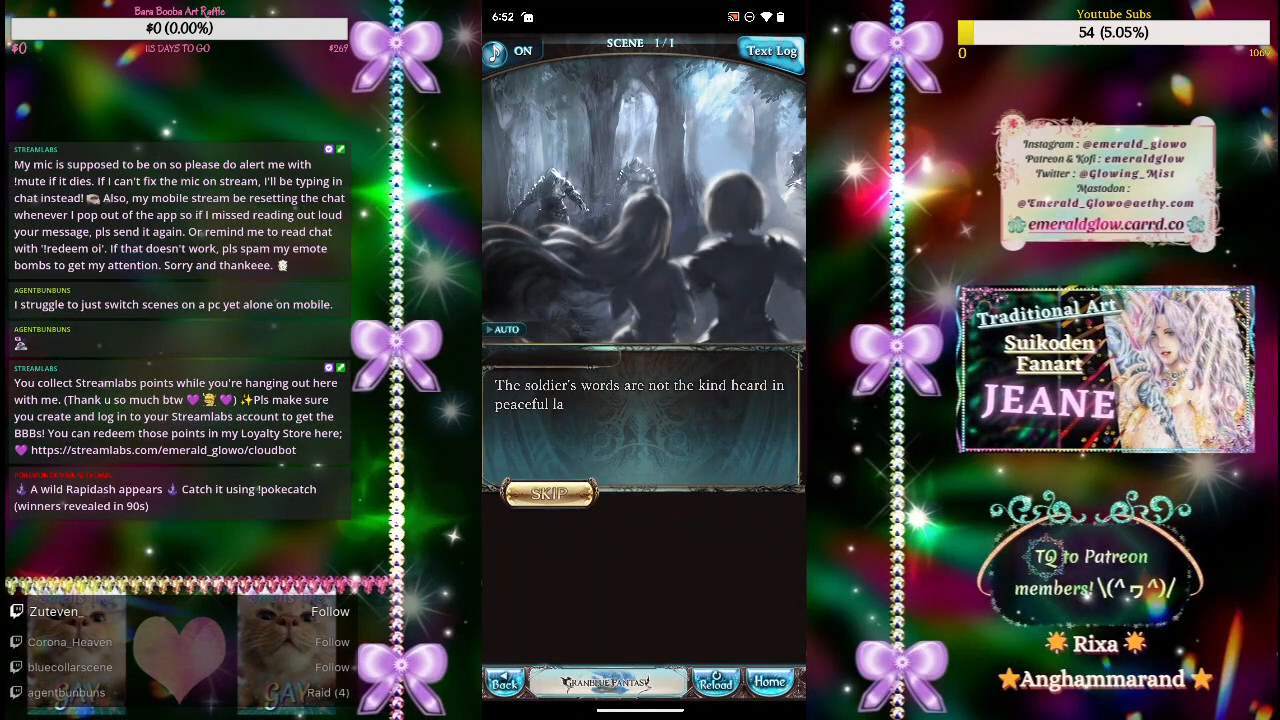 Bara Booba Art Raffle
$0 (0.00%)
$0
113 DAYS TO GO
$269
STREAMLABS
My mic is supposed to be on so please do alert me with
!mute if it dies. If I can't fix the mic on stream, I'll be typing in
chat instead! Also, my mobile stream be resetting the chat
whenever I pop out of the app so if I missed reading out loud
your message, pls send it again. Or remind me to read chat
with '!redeem oi'. If that doesn't work, pls spam my emote
bombs to get my attention. Sorry and thankeee.
AGENTBUNBUNS
I struggle to just switch scenes on a pc yet alone on mobile.
AGENTBUNBUNS
STREAMLABS
You collect Streamlabs points while you're hanging out here
with me. (Thank u so much btw 💜 💜) ✨Pls make sure
you create and log in to your Streamlabs account to get the
BBBs! You can redeem those points in my Loyalty Store here;
💜 https://streamlabs.com/emerald_glowo/cloudbot
A wild Rapidash appears Catch it using !pokecatch
(winners revealed in 90s)
Zuteven_
Follow
Corona_Heaven
Follow
bluecollarscene
Follow
agentbunbuns
Raid (4)
GAY
GAY
6:52
ON
SCENE 1/1
Text Log
AUTO
The soldier's words are not the kind heard in
peaceful la
SKIP
Back
GRANBLUE FANTASY
Reload
Home
Youtube Subs
54 (5.05%)
0
1069
Instagram : @emerald_glowo
Patreon & Kofi : emeraldglow
Twitter : @Glowing_Mist
Mastodon :
@Emerald_Glowo@aethy.com
emeraldglow.carrd.co
Traditional Art
Suikoden
Fanart
JEANE
TQ to Patreon
members! \(^ ヮ^)/
Rixa
Anghammarand